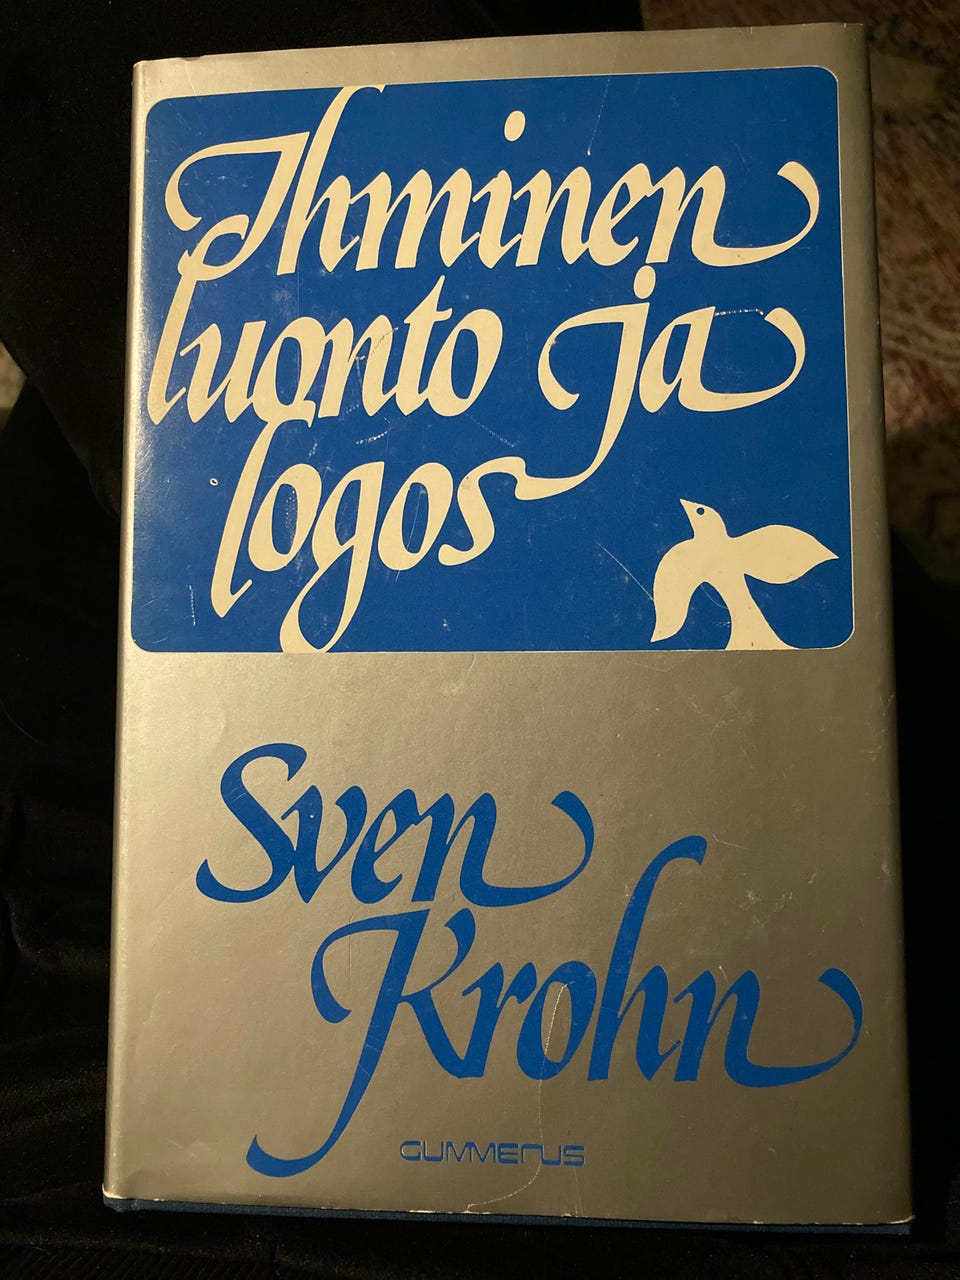 Ihminen
luonto ja
logos
Sven
Krohn
GUMMERUS